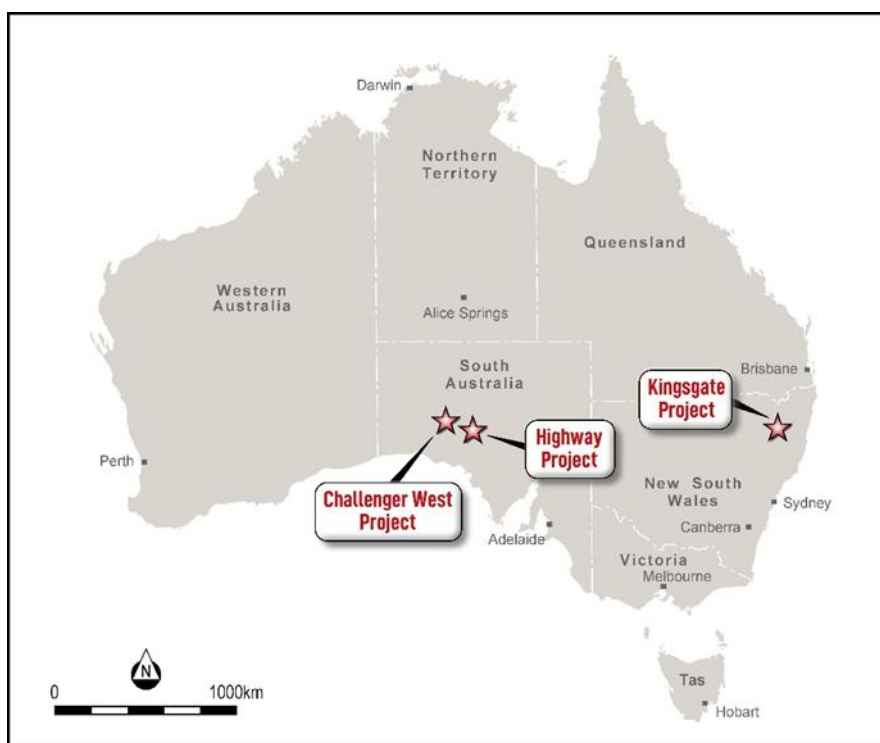 Darwin
Northern
Territory
Queensland
Western
Australia
Alice Springs
South
Australia
Brisbane
Kingsgate
Project
Highway
Project
Perth
Challenger West
Project
New South
Wales
Sydney
Canberra
Adelaide
Victoria
Melbourne
Tas
Hobart
N
0
1000km